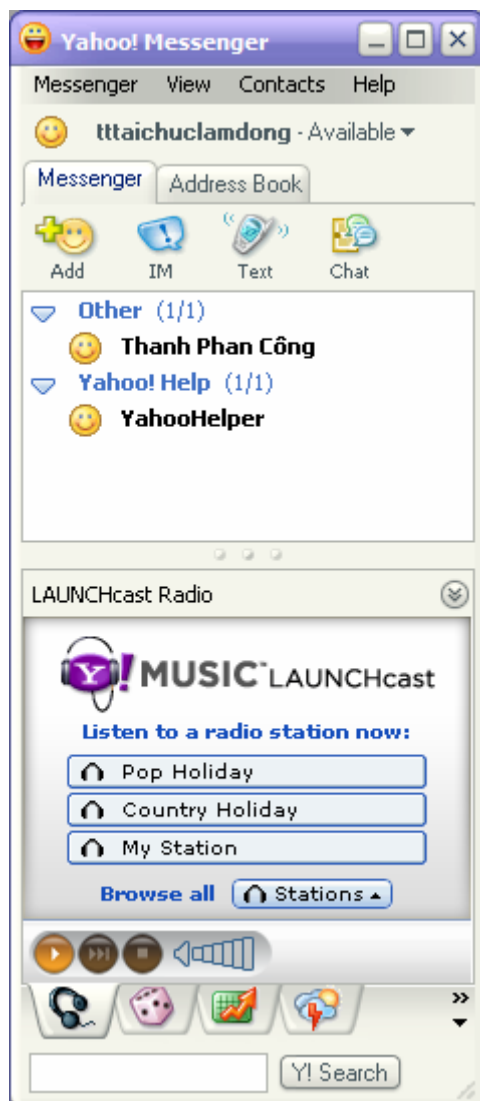 Yahoo! Messenger
Messenger View Contacts Help
tttaichuclamdong - Available
Messenger Address Book
Add IM Text Chat
Other (1/1)
Thanh Phan Công
Yahoo! Help (1/1)
YahooHelper
LAUNCHcast Radio
Y! MUSIC™ LAUNCHcast
Listen to a radio station now:
Pop Holiday
Country Holiday
My Station
Browse all Stations
Y! Search